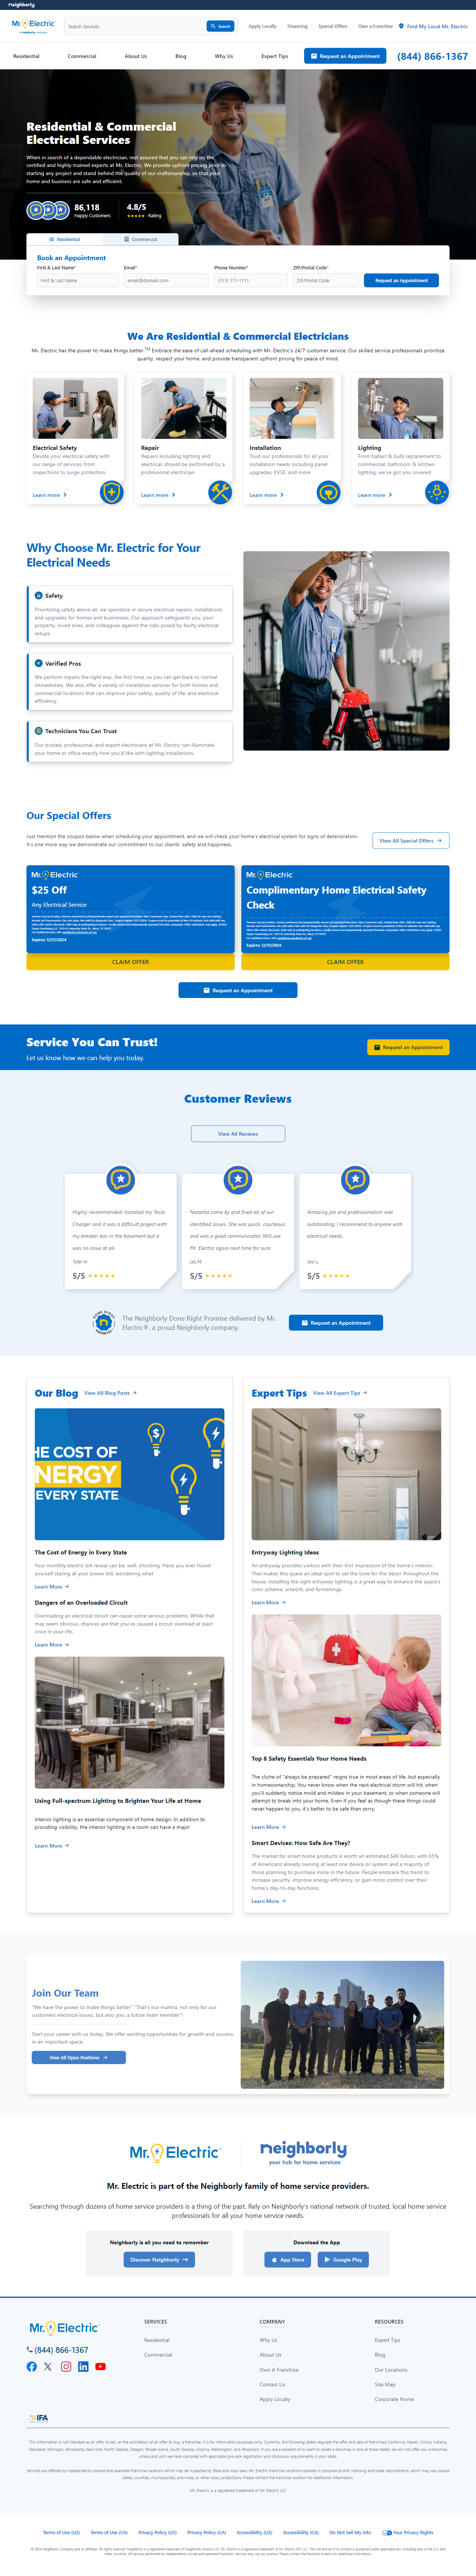 neighborly
Mr. Electric
a neighborly company
Search Services
Search
Apply Locally
Financing
Special Offers
Own a Franchise
Find My Local Mr. Electric
Residential
Commercial
About Us
Blog
Why Us
Expert Tips
Request an Appointment
(844) 866-1367
Residential & Commercial
Electrical Services
When in search of a dependable electrician, rest assured that you can rely on the
certified and highly-trained experts at Mr. Electric. We provide upfront pricing prior to
starting any project and stand behind the quality of our craftsmanship, so that your
home and business are safe and efficient.
86,118
Happy Customers
4.8/5
Rating
Residential
Commercial
Book an Appointment
First & Last Name*
Email*
Phone Number*
ZIP/Postal Code*
First & Last Name
email@domain.com
(111) 111-1111
ZIP/Postal Code
Request an Appointment
We Are Residential & Commercial Electricians
Mr. Electric has the power to make things better.TM Embrace the ease of call-ahead scheduling with Mr. Electric's 24/7 customer service. Our skilled service professionals prioritize
quality, respect your home, and provide transparent upfront pricing for peace of mind.
Electrical Safety
Elevate your electrical safety with
our range of services, from
inspections to surge protection
Learn more
Repair
Repairs including lighting and
electrical, should be performed by a
professional electrician
Learn more
Installation
Trust our professionals for all your
installation needs including panel
upgrades, EVSE, and more
Learn more
Lighting
From ballast & bulb replacement to
commercial, bathroom & kitchen
lighting, we've got you covered
Learn more
Why Choose Mr. Electric for Your
Electrical Needs
Safety
Prioritizing safety above all, we specialize in secure electrical repairs, installations,
and upgrades for homes and businesses. Our approach safeguards you, your
property, loved ones, and colleagues against the risks posed by faulty electrical
setups.
Verified Pros
We perform repairs the right way, the first time, so you can get back to normal
immediately. We also offer a variety of installation services for both homes and
commercial locations that can improve your safety, quality of life, and electrical
efficiency.
Technicians You Can Trust
Our trusted, professional, and expert electricians at Mr. Electric can illuminate
your home or office exactly how you'd like with lighting installations.
Our Special Offers
Just mention the coupon below when scheduling your appointment, and we will check your home's electrical system for signs of deterioration.
It's one more way we demonstrate our commitment to our clients' safety and happiness.
View All Special Offers
Mr. Electric
$25 Off
Any Electrical Service
Expires: 12/31/2024
CLAIM OFFER
Mr. Electric
Complimentary Home Electrical Safety
Check
Expires: 12/31/2024
CLAIM OFFER
Request an Appointment
Service You Can Trust!
Let us know how we can help you today.
Request an Appointment
Customer Reviews
View All Reviews
Highly recommended! Installed my Tesla
Charger and it was a difficult project with
my breaker box in the basement but it
was no issue at all.
Tyler H.
5/5
Natasha came by and fixed all of our
identified issues. She was quick, courteous
and was a good communicator. Will use
Mr. Electric again next time for sure.
Les M.
5/5
Amazing job and professionalism was
outstanding. I recommend to anyone with
electrical needs.
Javi L.
5/5
The Neighborly Done Right Promise delivered by Mr.
Electric®, a proud Neighborly company.
Request an Appointment
Our Blog
View All Blog Posts
THE COST OF
ENERGY
EVERY STATE
The Cost of Energy in Every State
Your monthly electric bill reveal can be, well, shocking. Have you ever found
yourself staring at your power bill, wondering what
Learn More
Dangers of an Overloaded Circuit
Overloading an electrical circuit can cause some serious problems. While that
may seem obvious, chances are that you've caused a circuit overload at least
once in your life.
Learn More
Using Full-spectrum Lighting to Brighten Your Life at Home
Interior lighting is an essential component of home design. In addition to
providing visibility, the interior lighting in a room can have a major
Learn More
Expert Tips
View All Expert Tips
Entryway Lighting Ideas
An entryway provides visitors with their first impression of the home's interior.
That makes this space an ideal spot to set the tone for the décor throughout the
house. Installing the right entryway lighting is a great way to enhance the space's
color scheme, artwork, and furnishings.
Learn More
Top 8 Safety Essentials Your Home Needs
The cliche of "always be prepared" reigns true in most areas of life, but especially
in homeownership. You never know when the next electrical storm will hit, when
you'll suddenly notice mold and mildew in your basement, or when someone will
attempt to break into your home. Even if you feel as though these things could
never happen to you, it's better to be safe than sorry.
Learn More
Smart Devices: How Safe Are They?
The market for smart home products is worth an estimated $40 billion, with 65%
of Americans already owning at least one device or system and a majority of
those planning to purchase more in the future. People embrace this trend to
increase security, improve energy efficiency, or gain more control over their
home's day-to-day functions.
Learn More
Join Our Team
"We have the power to make things better" "That's our mantra, not only for our
customers electrical issues, but also you, a future team member"!
Start your career with us today. We offer exciting opportunities for growth and success
in an important space.
View All Open Positions
Mr. Electric
neighborly
your hub for home services
Mr. Electric is part of the Neighborly family of home service providers.
Searching through dozens of home service providers is a thing of the past. Rely on Neighborly's national network of trusted, local home service
professionals for all your home service needs.
Neighborly is all you need to remember
Discover Neighborly
Download the App
App Store
Google Play
Mr. Electric
(844) 866-1367
SERVICES
Residential
Commercial
COMPANY
Why Us
About Us
Own A Franchise
Contact Us
Apply Locally
RESOURCES
Expert Tips
Blog
Our Locations
Site Map
Corporate Home
IFA
Mr. Electric is a registered trademark of Mr. Electric LLC
Terms of Use (US)
Terms of Use (CA)
Privacy Policy (US)
Privacy Policy (CA)
Accessibility (US)
Accessibility (CA)
Do Not Sell My Info
Your Privacy Rights